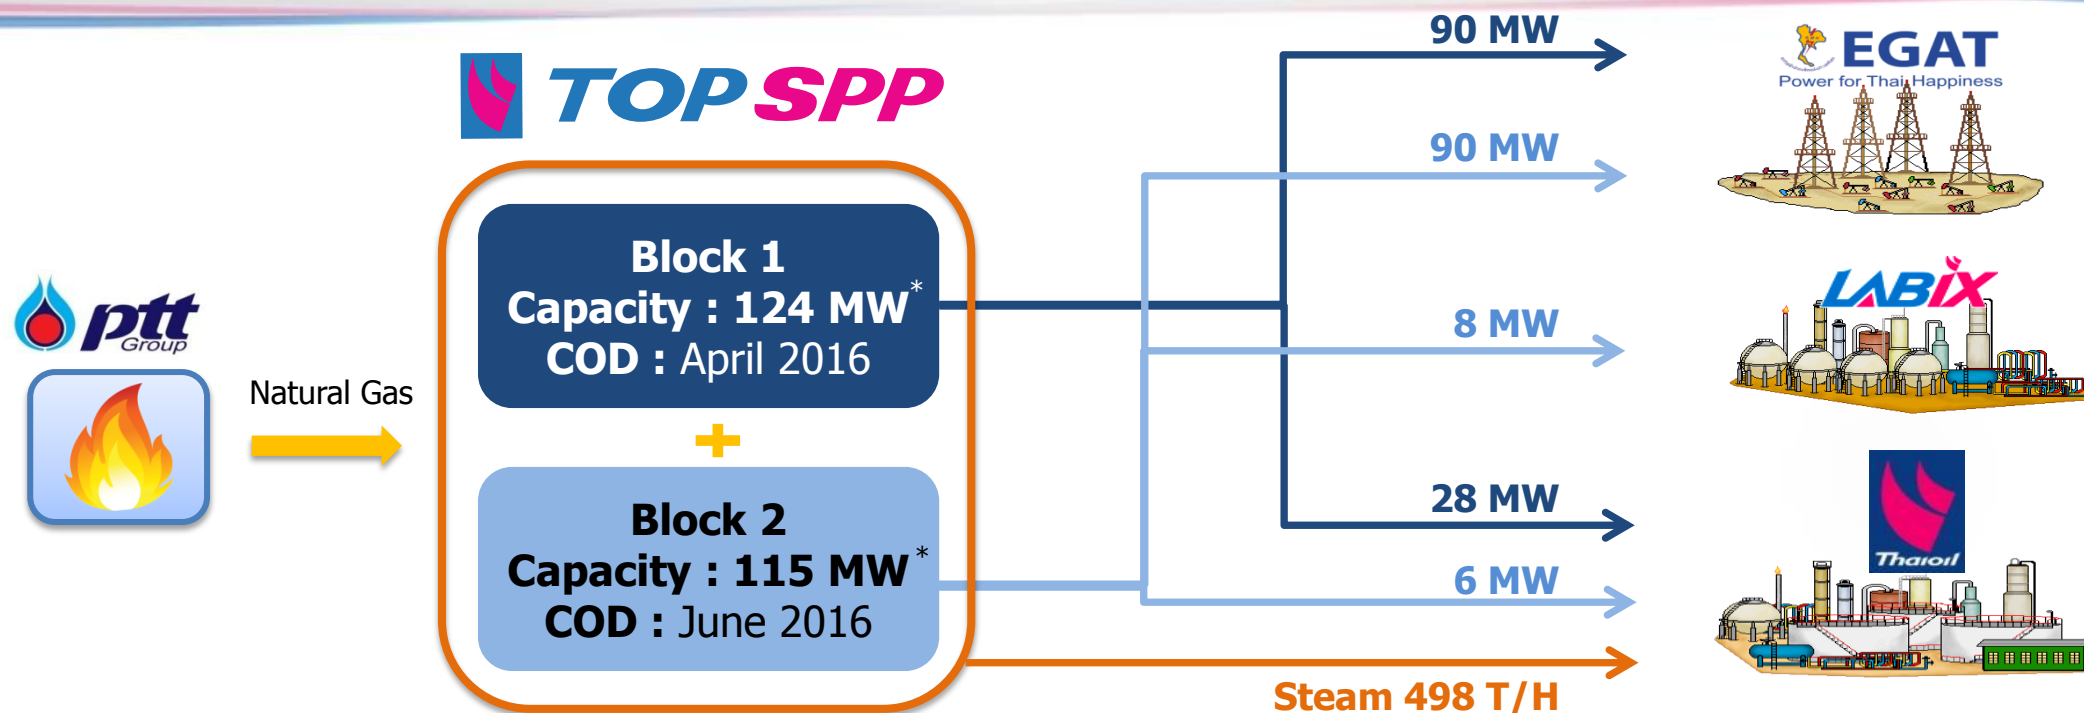 90 MW
EGAT
Power for Thai Happiness
TOP SPP
90 MW
Block 1
Capacity : 124 MW*
COD : April 2016
ptt
Group
LABIX
8 MW
Natural Gas
28 MW
Thaioil
Block 2
Capacity : 115 MW*
COD : June 2016
6 MW
Steam 498 T/H